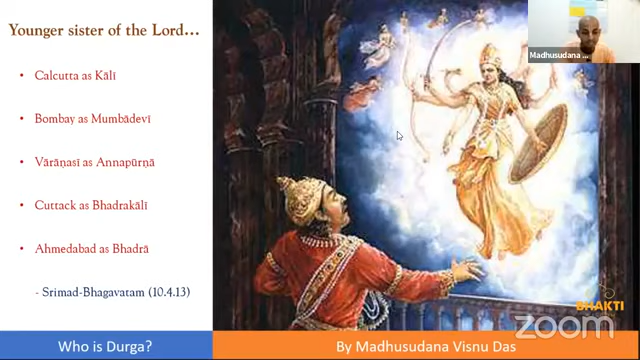 Younger sister of the Lord...
• Calcutta as Kālī
• Bombay as Mumbādevī
• Vārāṇasī as Annapūrṇā
• Cuttack as Bhadrakālī
• Ahmedabad as Bhadrā
- Srimad-Bhagavatam (10.4.13)
Who is Durga?
By Madhusudana Visnu Das
Madhusudana ...
BHAKTI
zoom